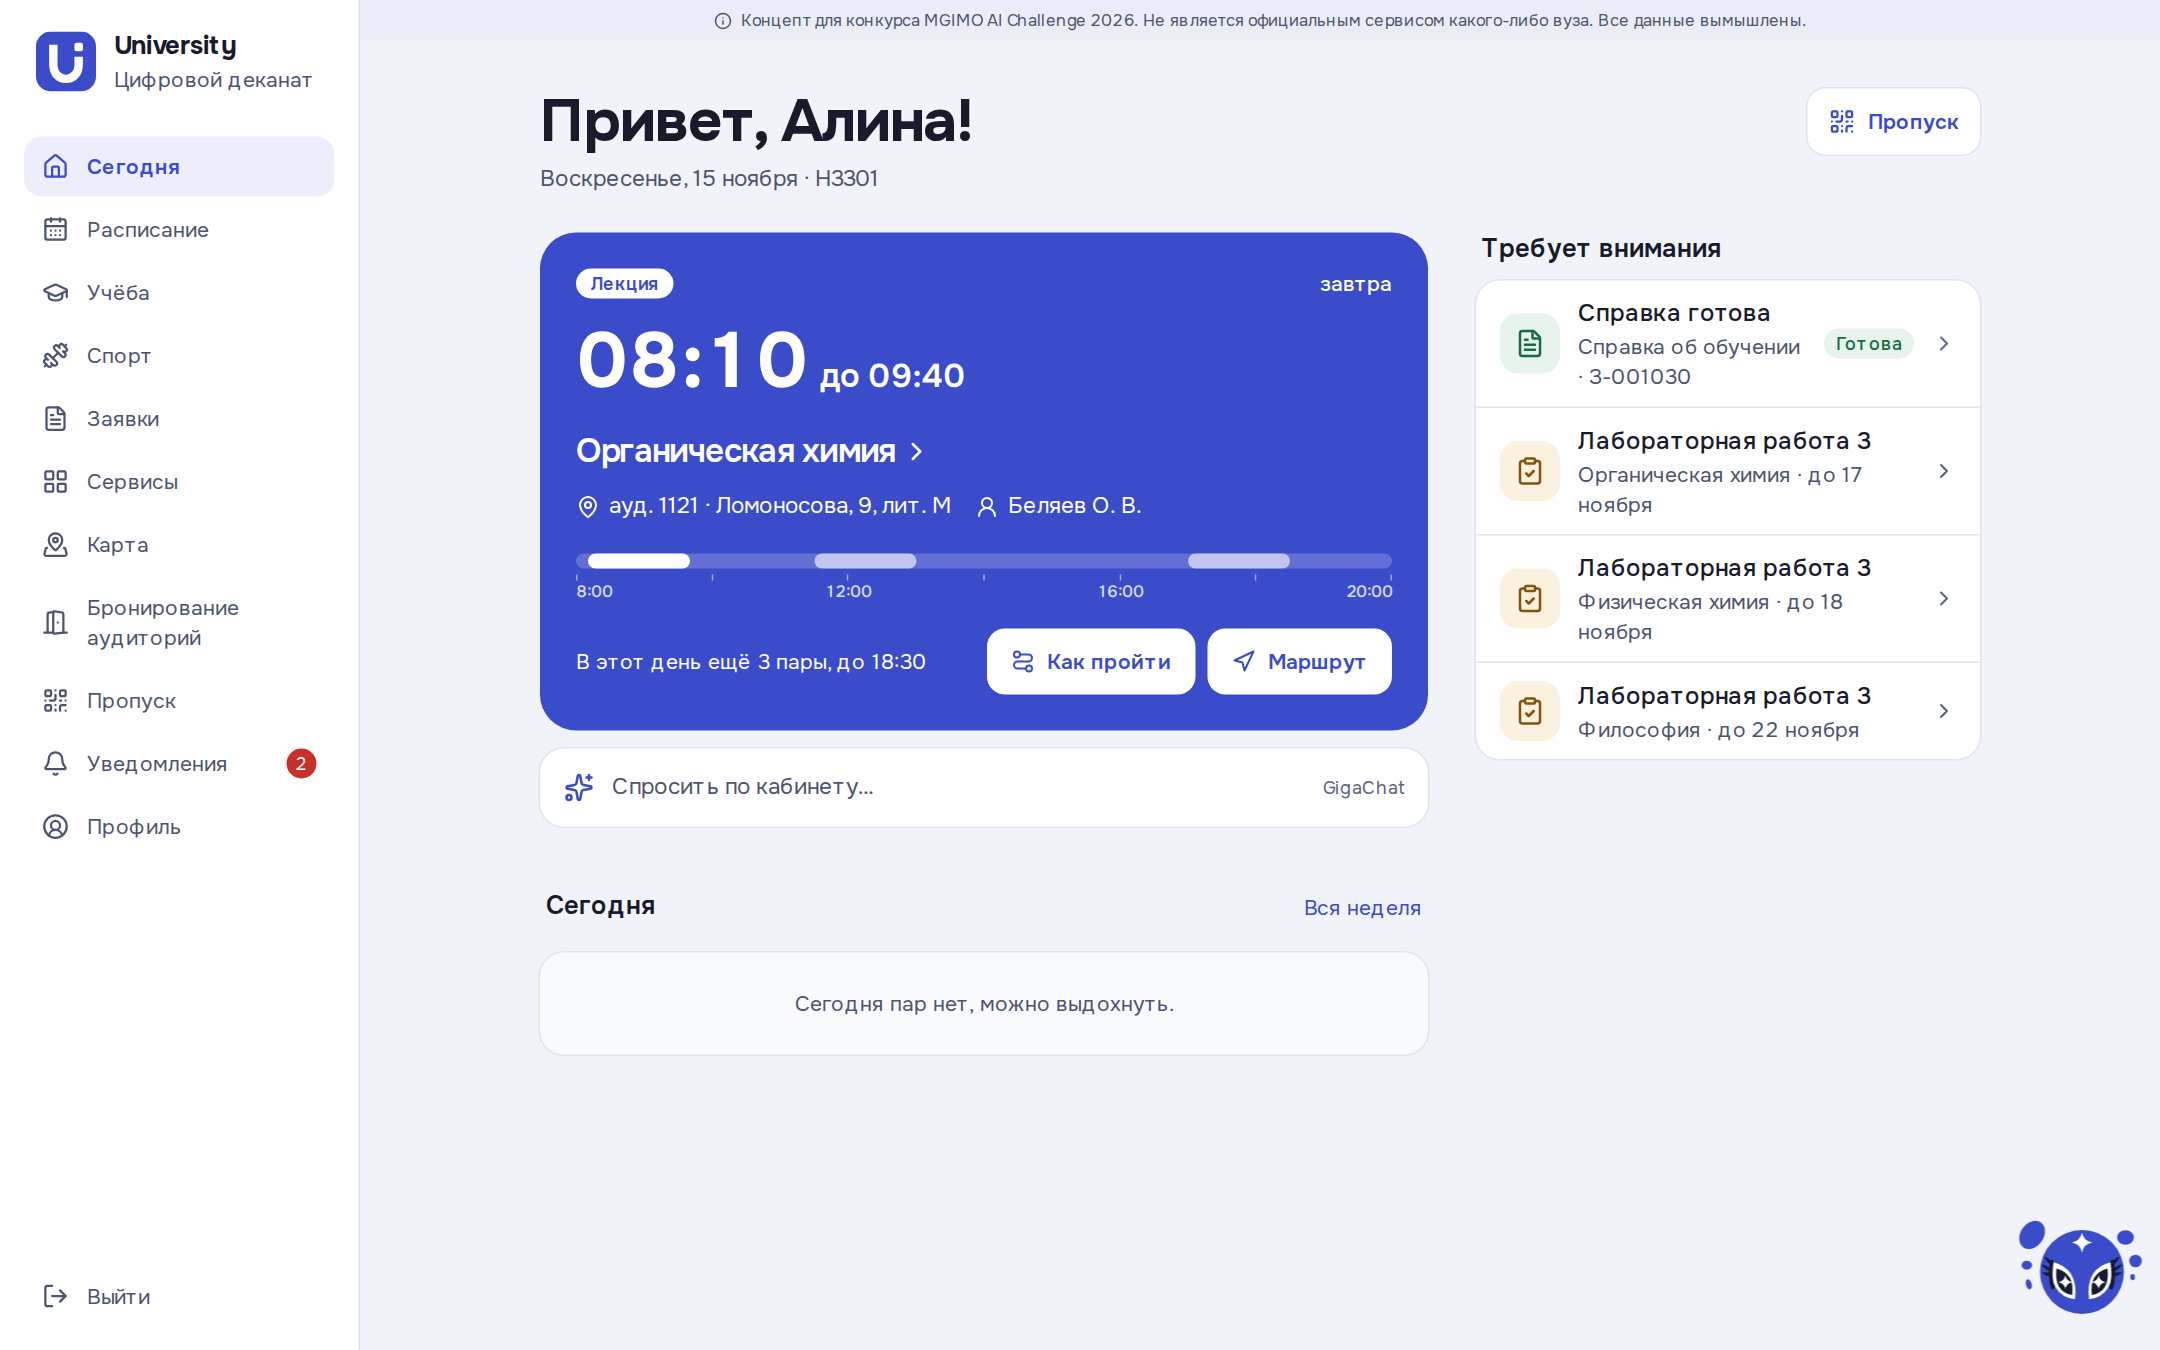 University
Цифровой деканат
Сегодня
Расписание
Учёба
Спорт
Заявки
Сервисы
Карта
Бронирование
аудиторий
Пропуск
Уведомления 2
Профиль
Выйти
Концепт для конкурса MGIMO AI Challenge 2026. Не является официальным сервисом какого-либо вуза. Все данные вымышлены.
Привет, Алина!
Воскресенье, 15 ноября · Н3301
Пропуск
Лекция
завтра
08:10 до 09:40
Органическая химия
ауд. 1121 · Ломоносова, 9, лит. М
Беляев О. В.
8:00 12:00 16:00 20:00
В этот день ещё 3 пары, до 18:30
Как пройти
Маршрут
Спросить по кабинету...
GigaChat
Сегодня
Вся неделя
Сегодня пар нет, можно выдохнуть.
Требует внимания
Справка готова
Справка об обучении
· З-001030
Готова
Лабораторная работа 3
Органическая химия · до 17
ноября
Лабораторная работа 3
Физическая химия · до 18
ноября
Лабораторная работа 3
Философия · до 22 ноября